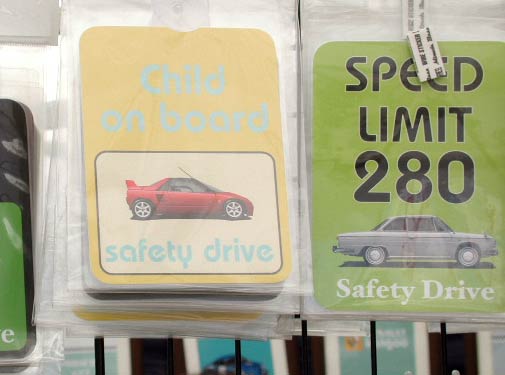 Child
on board
safety drive
SPEED
LIMIT
280
Safety Drive
e